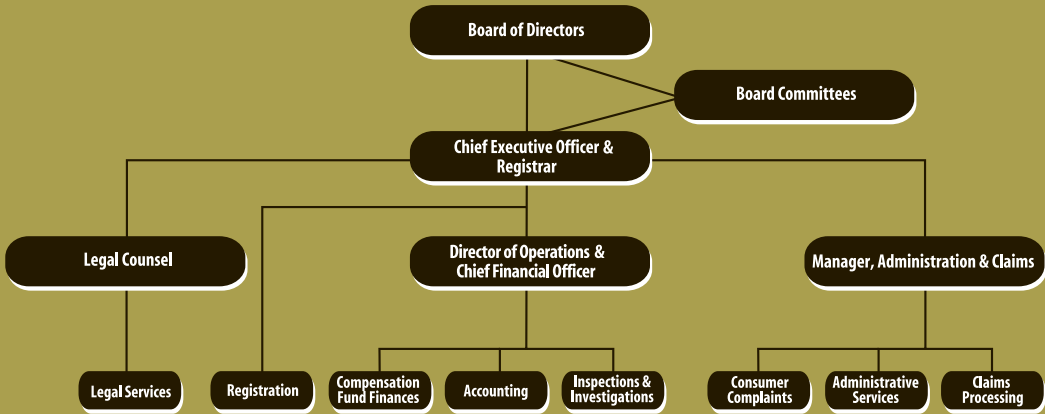 Board of Directors
Board Committees
Chief Executive Officer &
Registrar
Legal Counsel
Director of Operations &
Chief Financial Officer
Manager, Administration & Claims
Legal Services
Registration
Compensation
Fund Finances
Accounting
Inspections &
Investigations
Consumer
Complaints
Administrative
Services
Claims
Processing